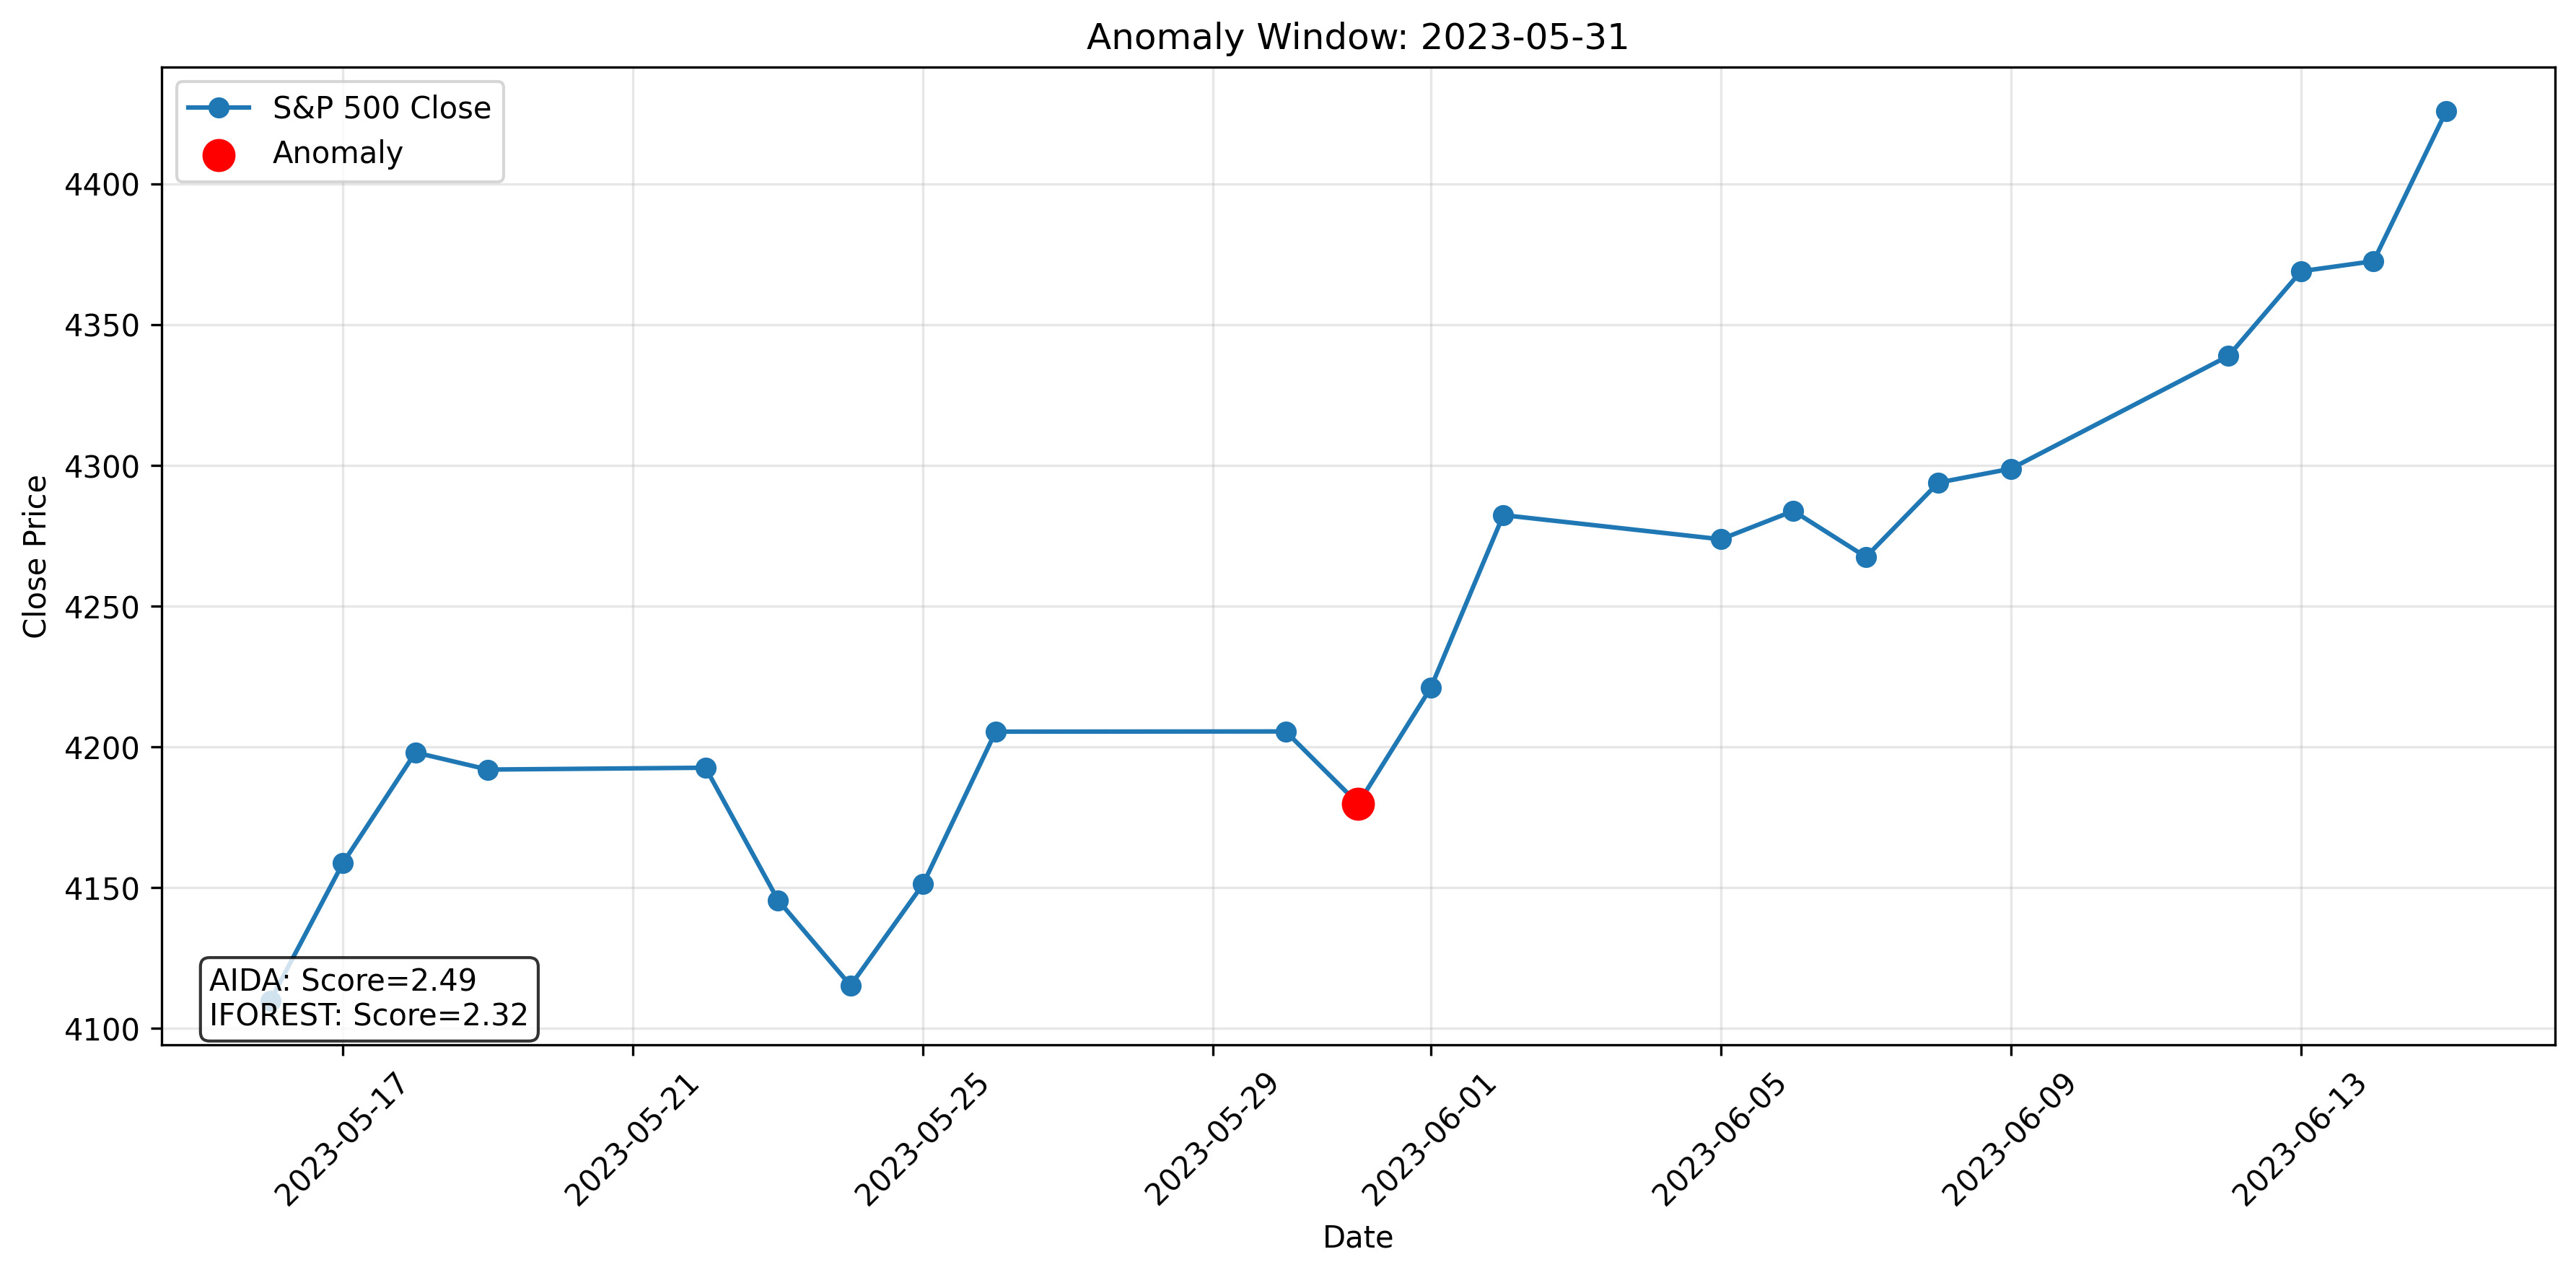 Anomaly Window: 2023-05-31
S&P 500 Close
Anomaly
4400
4350
4300
4250
4200
4150
4100
Close Price
AIDA: Score=2.49
IFOREST: Score=2.32
2023-05-17
2023-05-21
2023-05-25
2023-05-29
2023-06-01
2023-06-05
2023-06-09
2023-06-13
Date